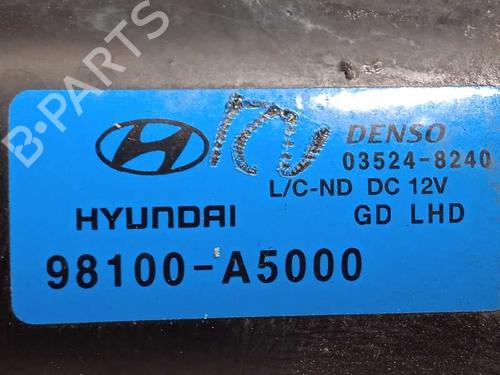 B-PARTS
DENSO
03524-8240
L/C-ND DC 12V
HYUNDAI GD LHD
98100-A5000